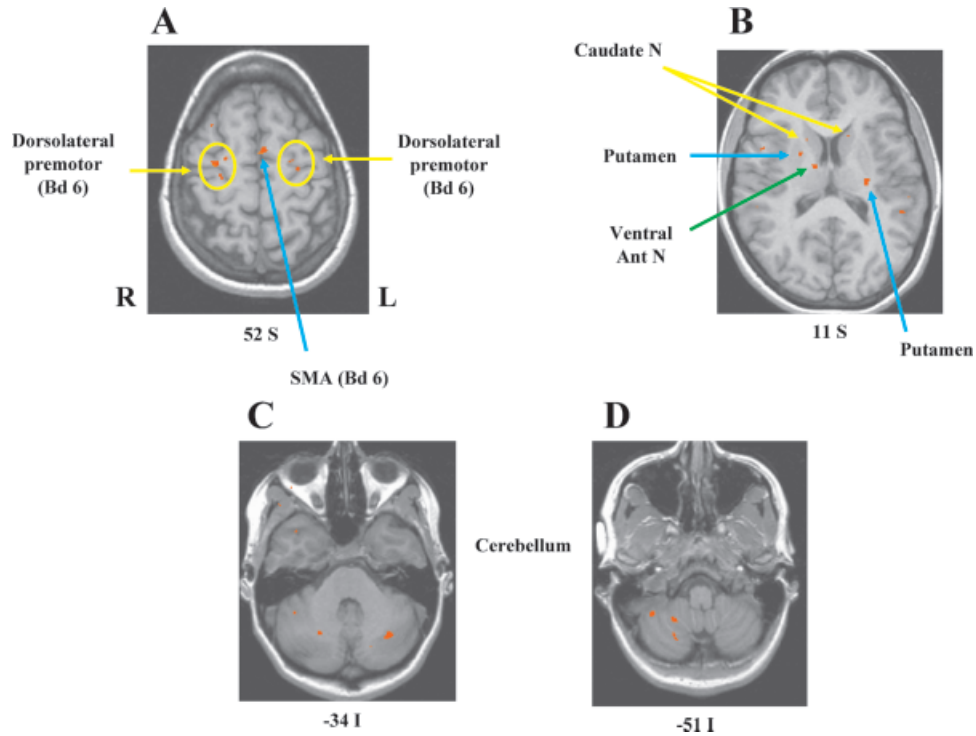 A
B
Caudate N
Dorsolateral
premotor
(Bd 6)
Dorsolateral
premotor
(Bd 6)
Putamen
Ventral
Ant N
R
L
52 S
11 S
Putamen
SMA (Bd 6)
C
D
Cerebellum
-34 I
-51 I